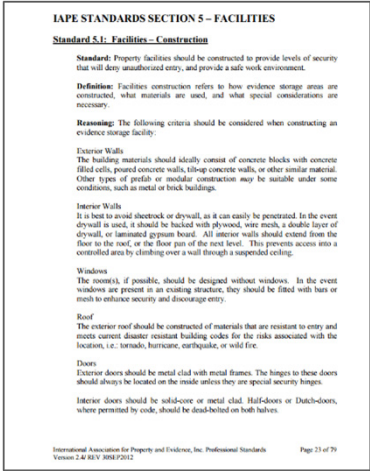 IAPE STANDARDS SECTION 5 – FACILITIES
Standard 5.1: Facilities – Construction
Standard: Property facilities should be constructed to provide levels of security
that will deny unauthorized entry, and provide a safe work environment.
Definition: Facilities construction refers to how evidence storage areas are
constructed, what materials are used, and what special considerations are
necessary.
Reasoning: The following criteria should be considered when constructing an
evidence storage facility:
Exterior Walls
The building materials should ideally consist of concrete blocks with concrete
filled cells, poured concrete walls, tilt-up concrete walls, or other similar material.
Other types of prefab or modular construction may be suitable under some
conditions, such as metal or brick buildings.
Interior Walls
It is best to avoid sheetrock or drywall, as it can easily be penetrated. In the event
drywall is used, it should be backed with plywood, wire mesh, a double layer of
drywall, or laminated gypsum board. All interior walls should extend from the
floor to the roof, or the floor pan of the next level. This prevents access into a
controlled area by climbing over a wall through a suspended ceiling.
Windows
The room(s), if possible, should be designed without windows. In the event
windows are present in an existing structure, they should be fitted with bars or
mesh to enhance security and discourage entry.
Roof
The exterior roof should be constructed of materials that are resistant to entry and
meets current disaster resistant building codes for the risks associated with the
location, i.e.: tornado, hurricane, earthquake, or wild fire.
Doors
Exterior doors should be metal clad with metal frames. The hinges to these doors
should always be located on the inside unless they are special security hinges.
Interior doors should be solid-core or metal clad. Half-doors or Dutch-doors,
where permitted by code, should be dead-bolted on both halves.
International Association for Property and Evidence, Inc. Professional Standards Page 23 of 79
Version 2.4/ REV 30SEP2012